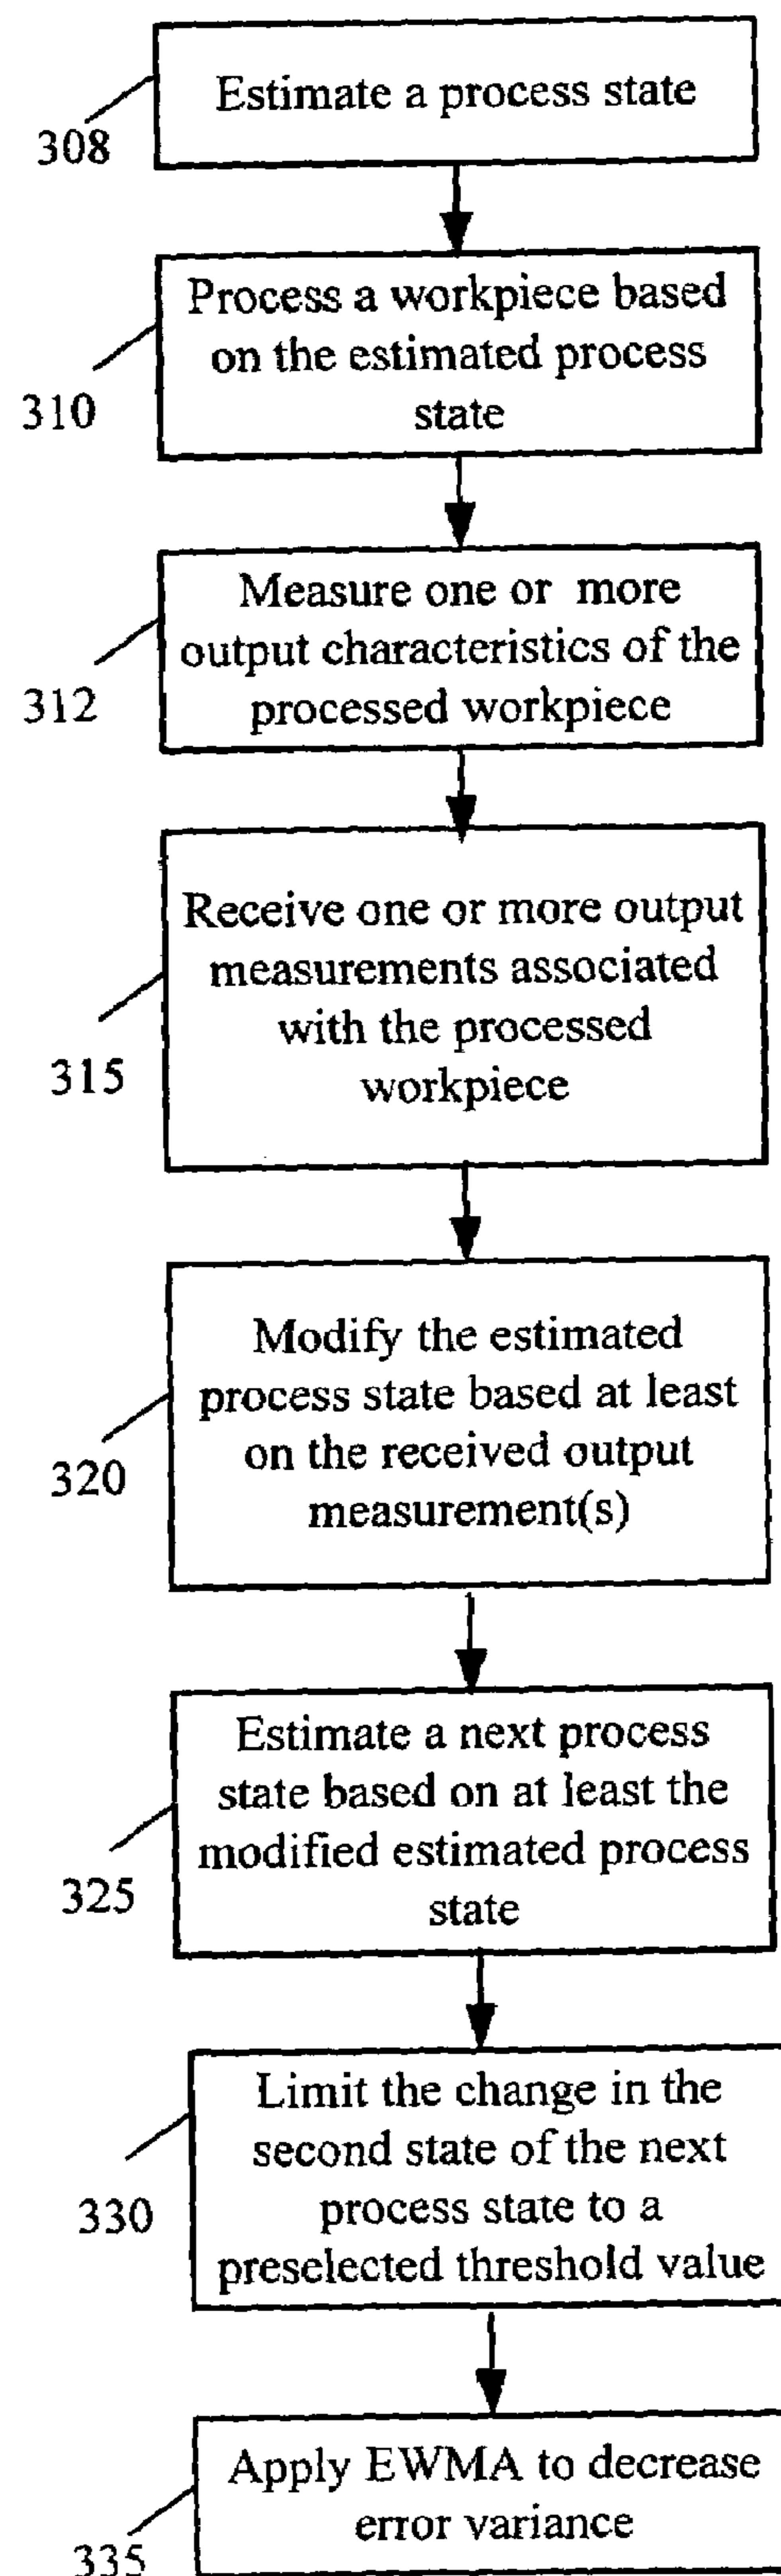 Estimate a process state
308
Process a workpiece based
on the estimated process
state
310
Measure one or more
output characteristics of the
processed workpiece
312
Receive one or more output
measurements associated
with the processed
workpiece
315
Modify the estimated
process state based at least
on the received output
measurement(s)
320
Estimate a next process
state based on at least the
modified estimated process
state
325
Limit the change in the
second state of the next
process state to a
preselected threshold value
330
Apply EWMA to decrease
error variance
335